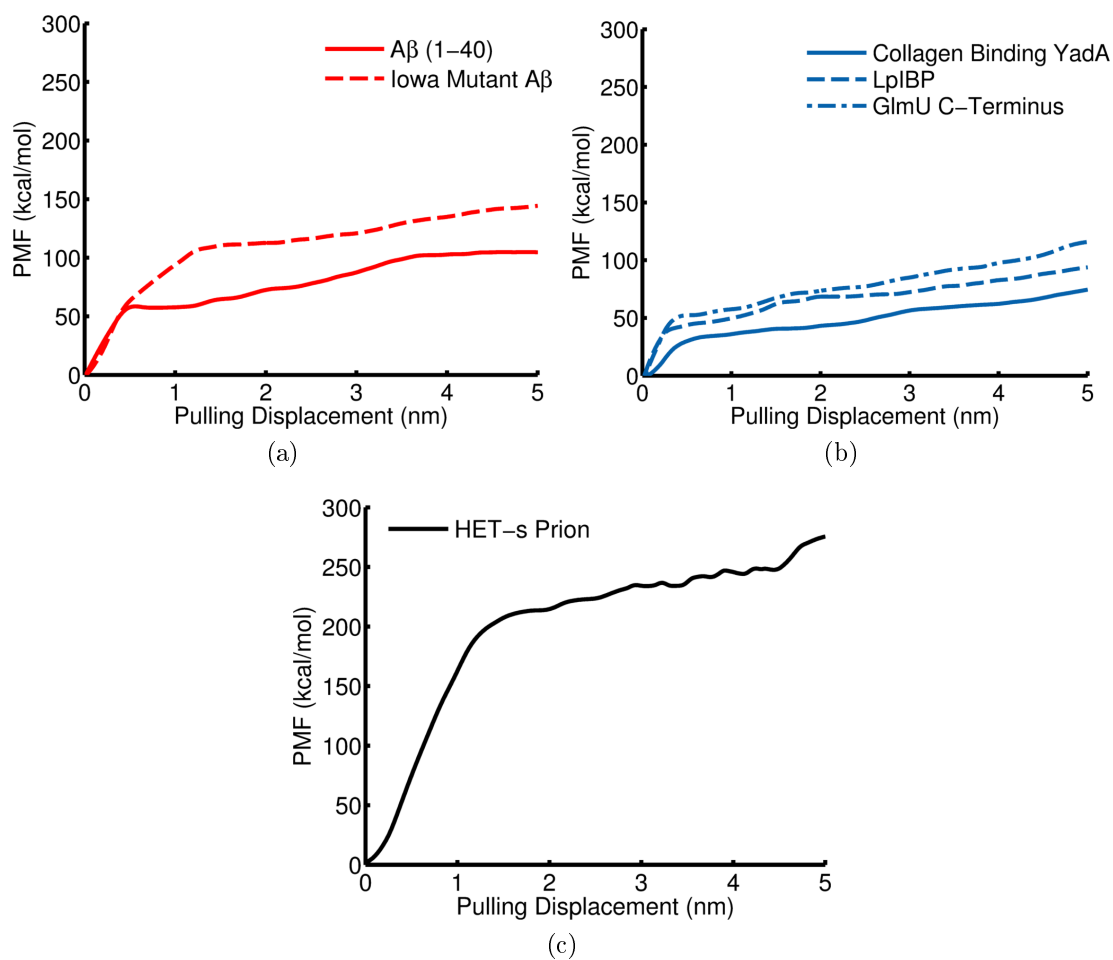 300
250
200
150
100
50
0
PMF (kcal/mol)
Aβ (1−40)
Iowa Mutant Aβ
0 1 2 3 4 5
Pulling Displacement (nm)
(a)
300
250
200
150
100
50
0
PMF (kcal/mol)
Collagen Binding YadA
LpIBP
GlmU C−Terminus
0 1 2 3 4 5
Pulling Displacement (nm)
(b)
300
250
200
150
100
50
0
PMF (kcal/mol)
HET−s Prion
0 1 2 3 4 5
Pulling Displacement (nm)
(c)